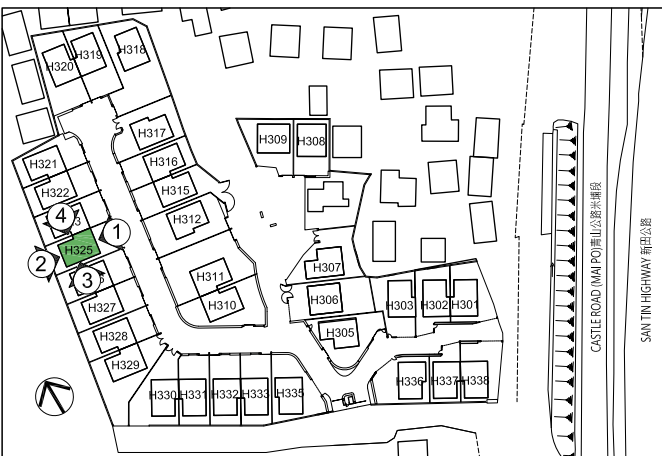 H318
H319
H320
H317
H309
H308
H316
H321
H315
H322
H312
4
3
1
H325
2
3
H307
H311
H306
H303
H302
H301
H310
H327
H305
H328
H329
H330
H331
H332
H333
H335
H336
H337
H338
CASTLE ROAD (MAI PO) 青山公路米埔段
SAN TIN HIGHWAY 新田公路